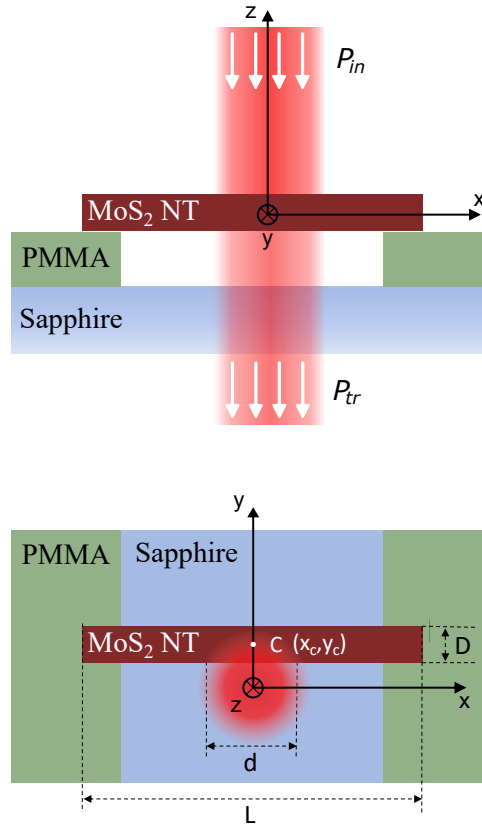 z
P_in
MoS₂ NT
x
y
PMMA
Sapphire
P_tr
y
PMMA
Sapphire
MoS₂ NT
C (x_c,y_c)
D
z
x
d
L